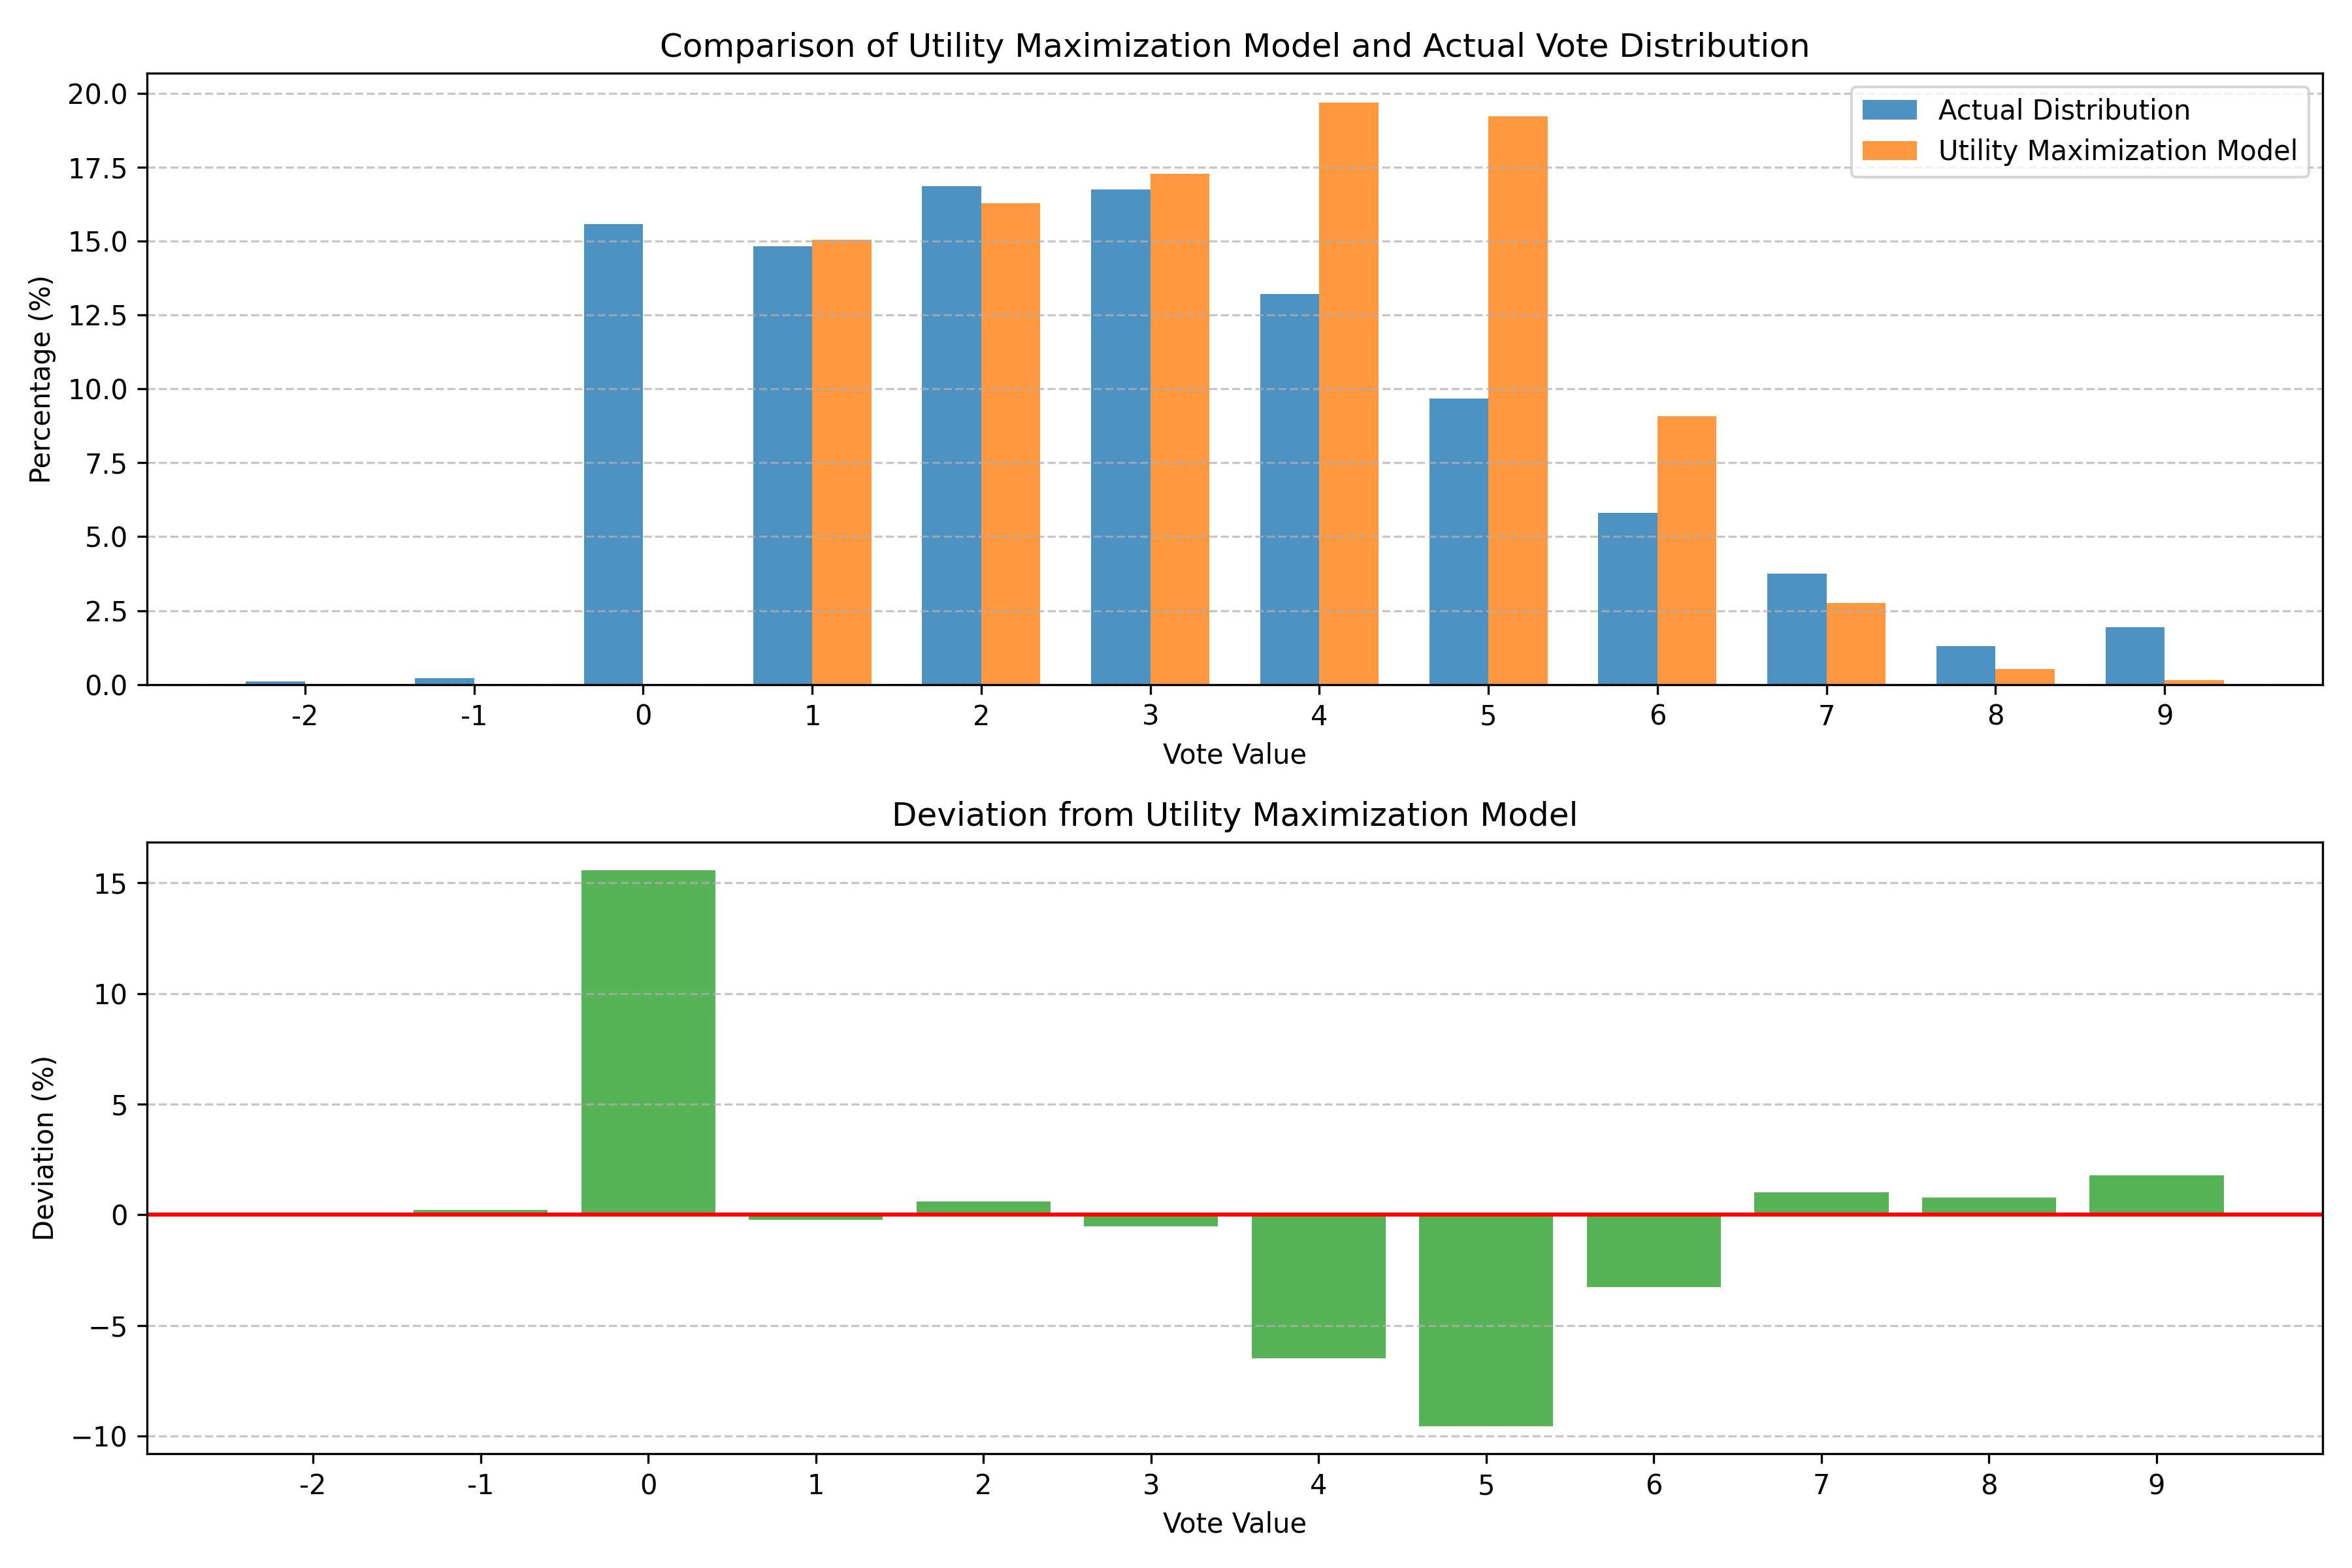 Comparison of Utility Maximization Model and Actual Vote Distribution
Actual Distribution
Utility Maximization Model
Percentage (%)
20.0
17.5
15.0
12.5
10.0
7.5
5.0
2.5
0.0
-2 -1 0 1 2 3 4 5 6 7 8 9
Vote Value
Deviation from Utility Maximization Model
Deviation (%)
15
10
5
0
−5
−10
-2 -1 0 1 2 3 4 5 6 7 8 9
Vote Value